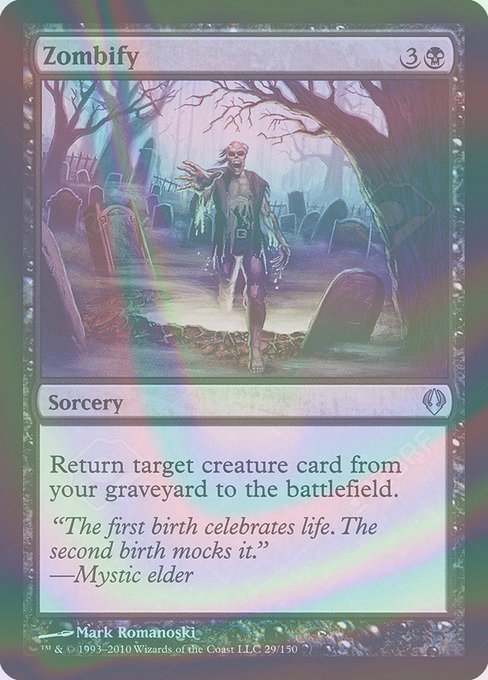 Zombify 3
Sorcery
Return target creature card from
your graveyard to the battlefield.
“The first birth celebrates life. The
second birth mocks it.”
—Mystic elder
Mark Romanoski
™ & © 1993–2010 Wizards of the Coast LLC 29/150